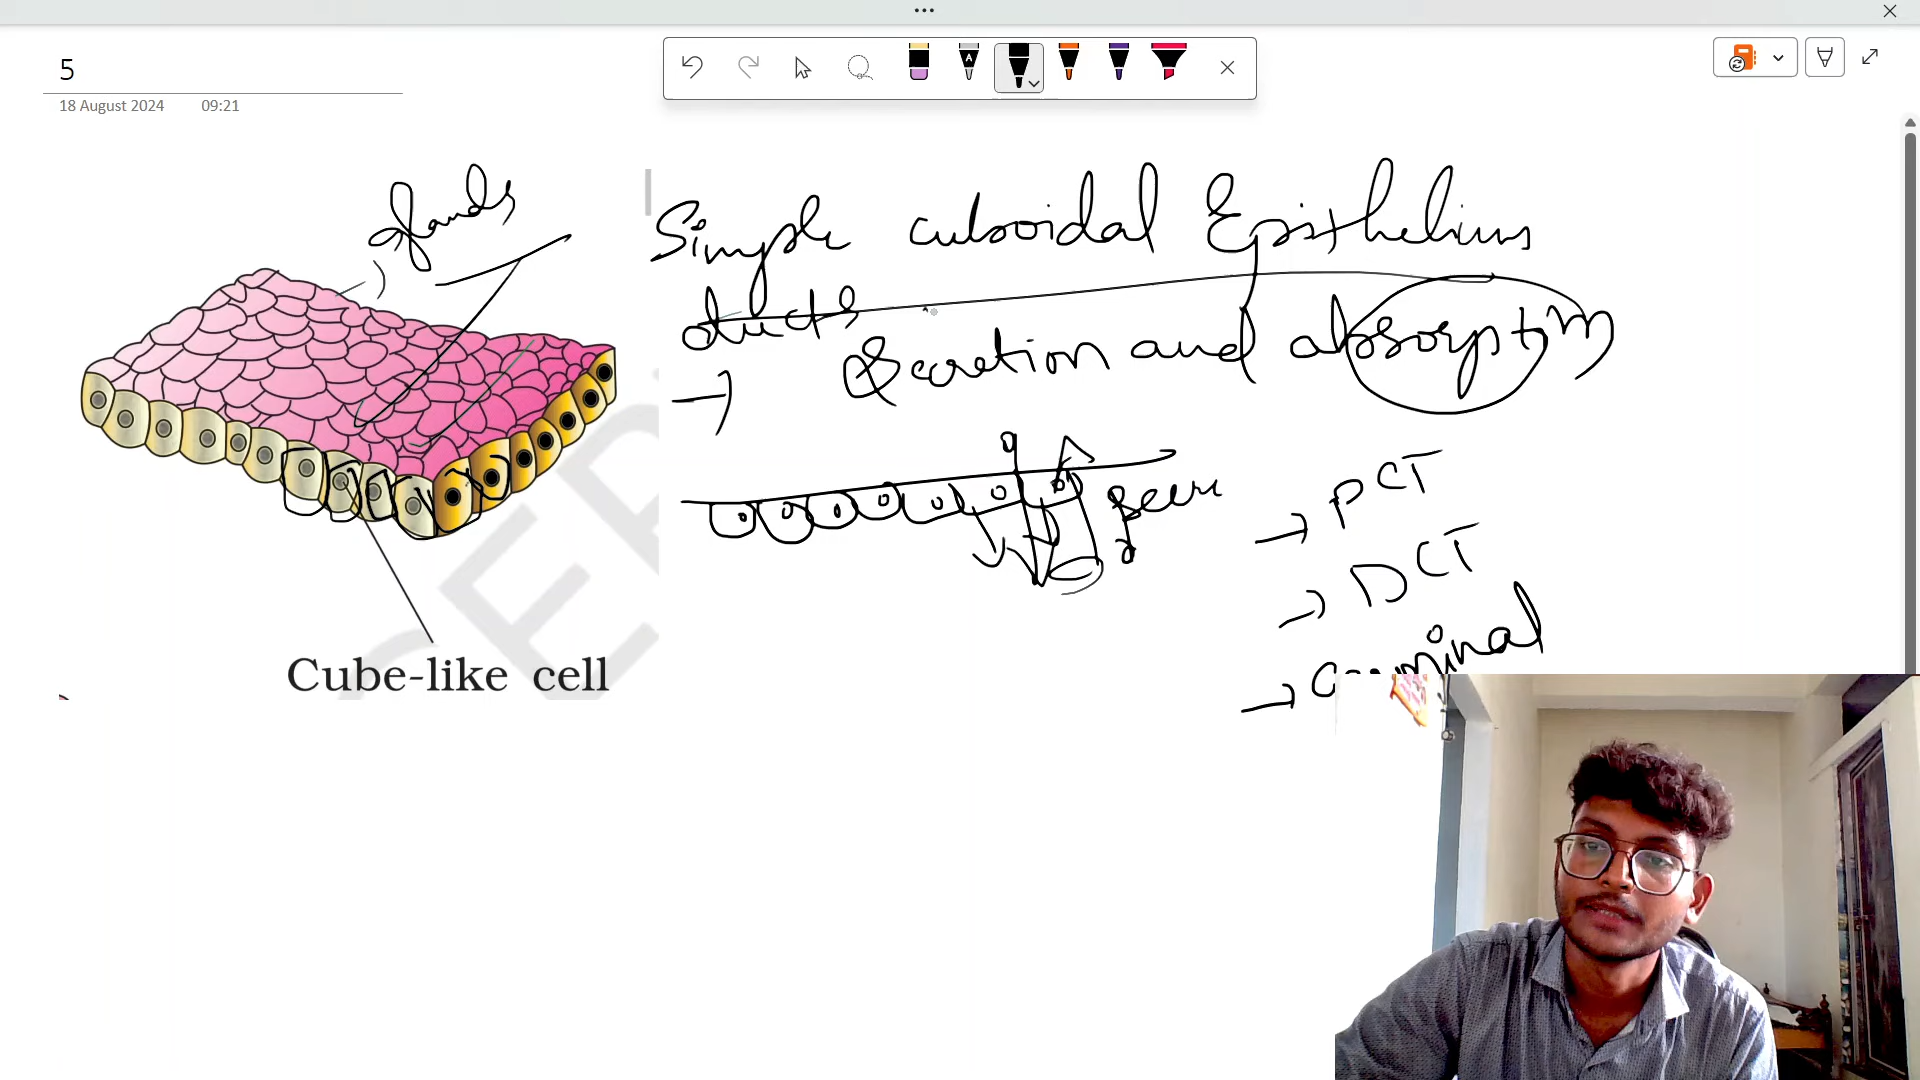 5
18 August 2024 09:21
glands
Simple cuboidal Epithelium
ducts
Secretion and absorption
→ PCT
→ DCT
→ Germinal
Cube-like cell